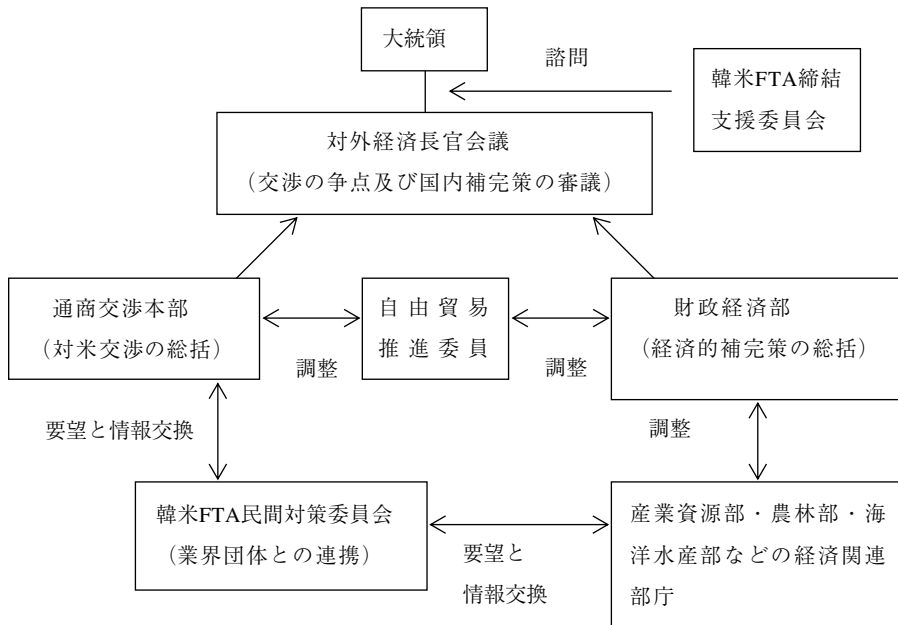 大統領
諮問
韓米FTA締結
支援委員会
対外経済長官会議
(交渉の争点及び国内補完策の審議)
通商交渉本部
(対米交渉の総括)
調整
自由貿易
推進委員
調整
財政経済部
(経済的補完策の総括)
要望と情報交換
調整
韓米FTA民間対策委員会
(業界団体との連携)
要望と
情報交換
産業資源部・農林部・海
洋水産部などの経済関連
部庁